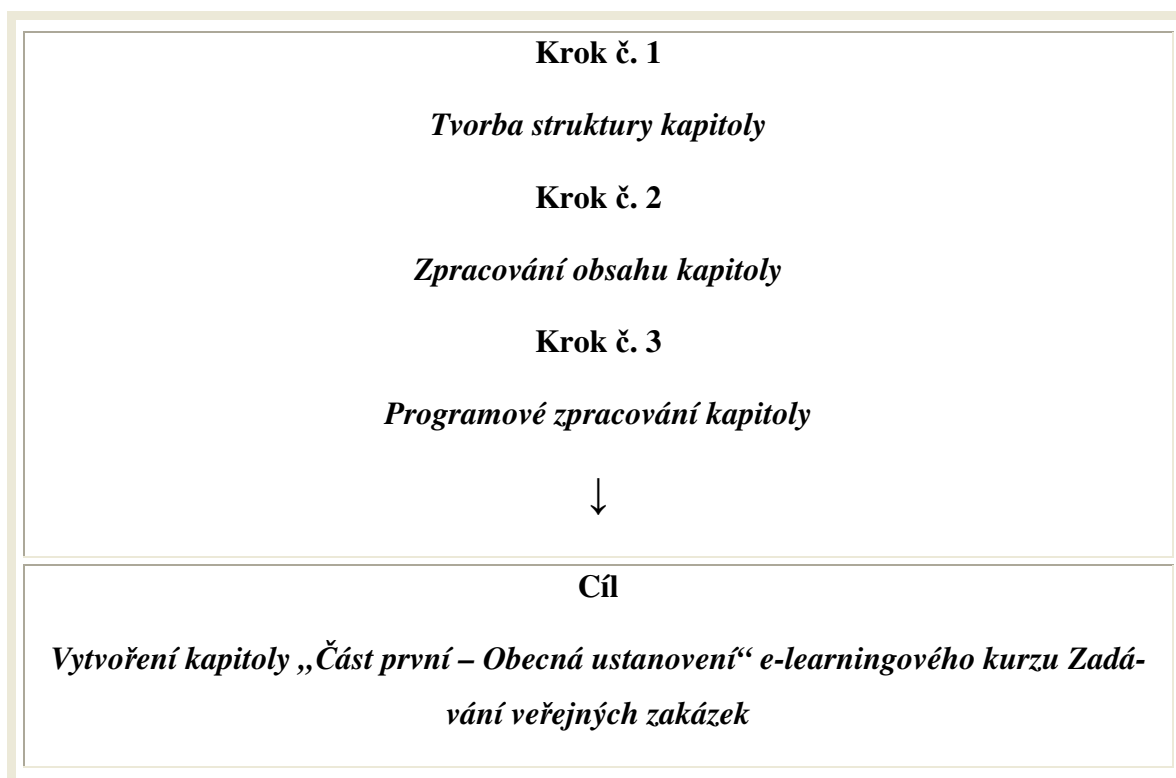 Krok č. 1
Tvorba struktury kapitoly
Krok č. 2
Zpracování obsahu kapitoly
Krok č. 3
Programové zpracování kapitoly
↓
Cíl
Vytvoření kapitoly „Část první – Obecná ustanovení“ e-learningového kurzu Zadá-
vání veřejných zakázek